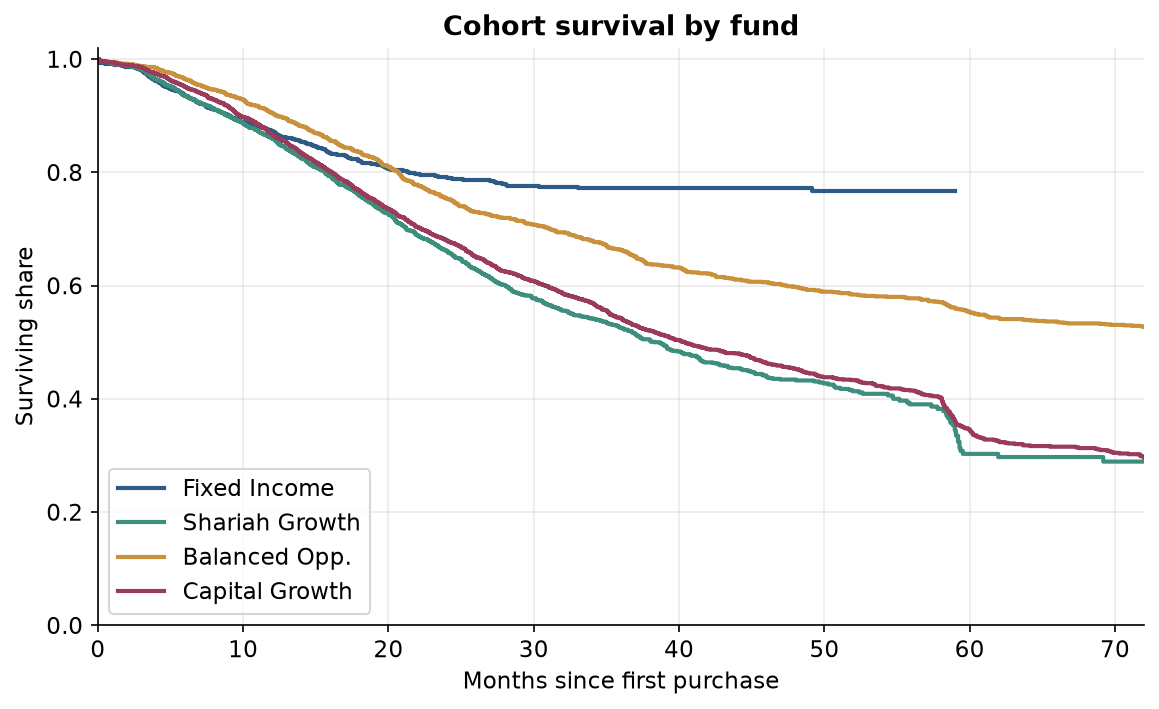 Cohort survival by fund
Surviving share
1.0
0.8
0.6
0.4
0.2
0.0
Fixed Income
Shariah Growth
Balanced Opp.
Capital Growth
0 10 20 30 40 50 60 70
Months since first purchase